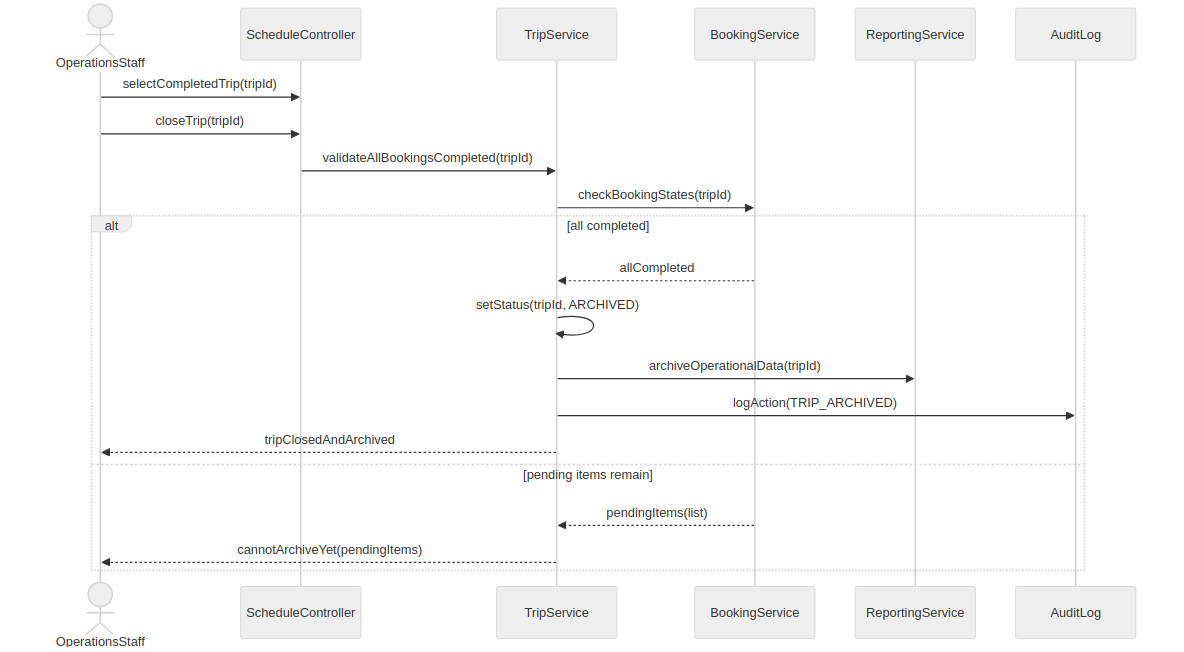 OperationsStaff
ScheduleController
TripService
BookingService
ReportingService
AuditLog
selectCompletedTrip(tripId)
closeTrip(tripId)
validateAllBookingsCompleted(tripId)
checkBookingStates(tripId)
alt
[all completed]
allCompleted
setStatus(tripId, ARCHIVED)
archiveOperationalData(tripId)
logAction(TRIP_ARCHIVED)
tripClosedAndArchived
[pending items remain]
pendingItems(list)
cannotArchiveYet(pendingItems)
OperationsStaff
ScheduleController
TripService
BookingService
ReportingService
AuditLog